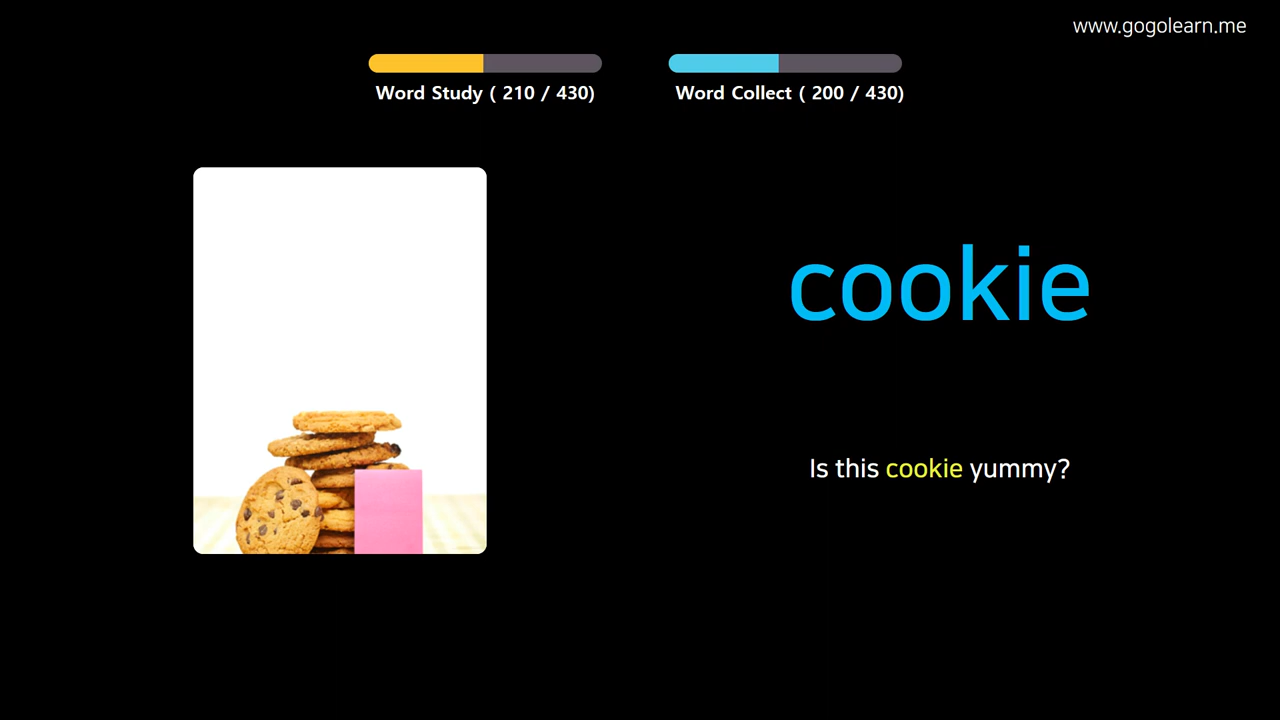 www.gogolearn.me
Word Study ( 210 / 430)
Word Collect ( 200 / 430)
cookie
Is this cookie yummy?